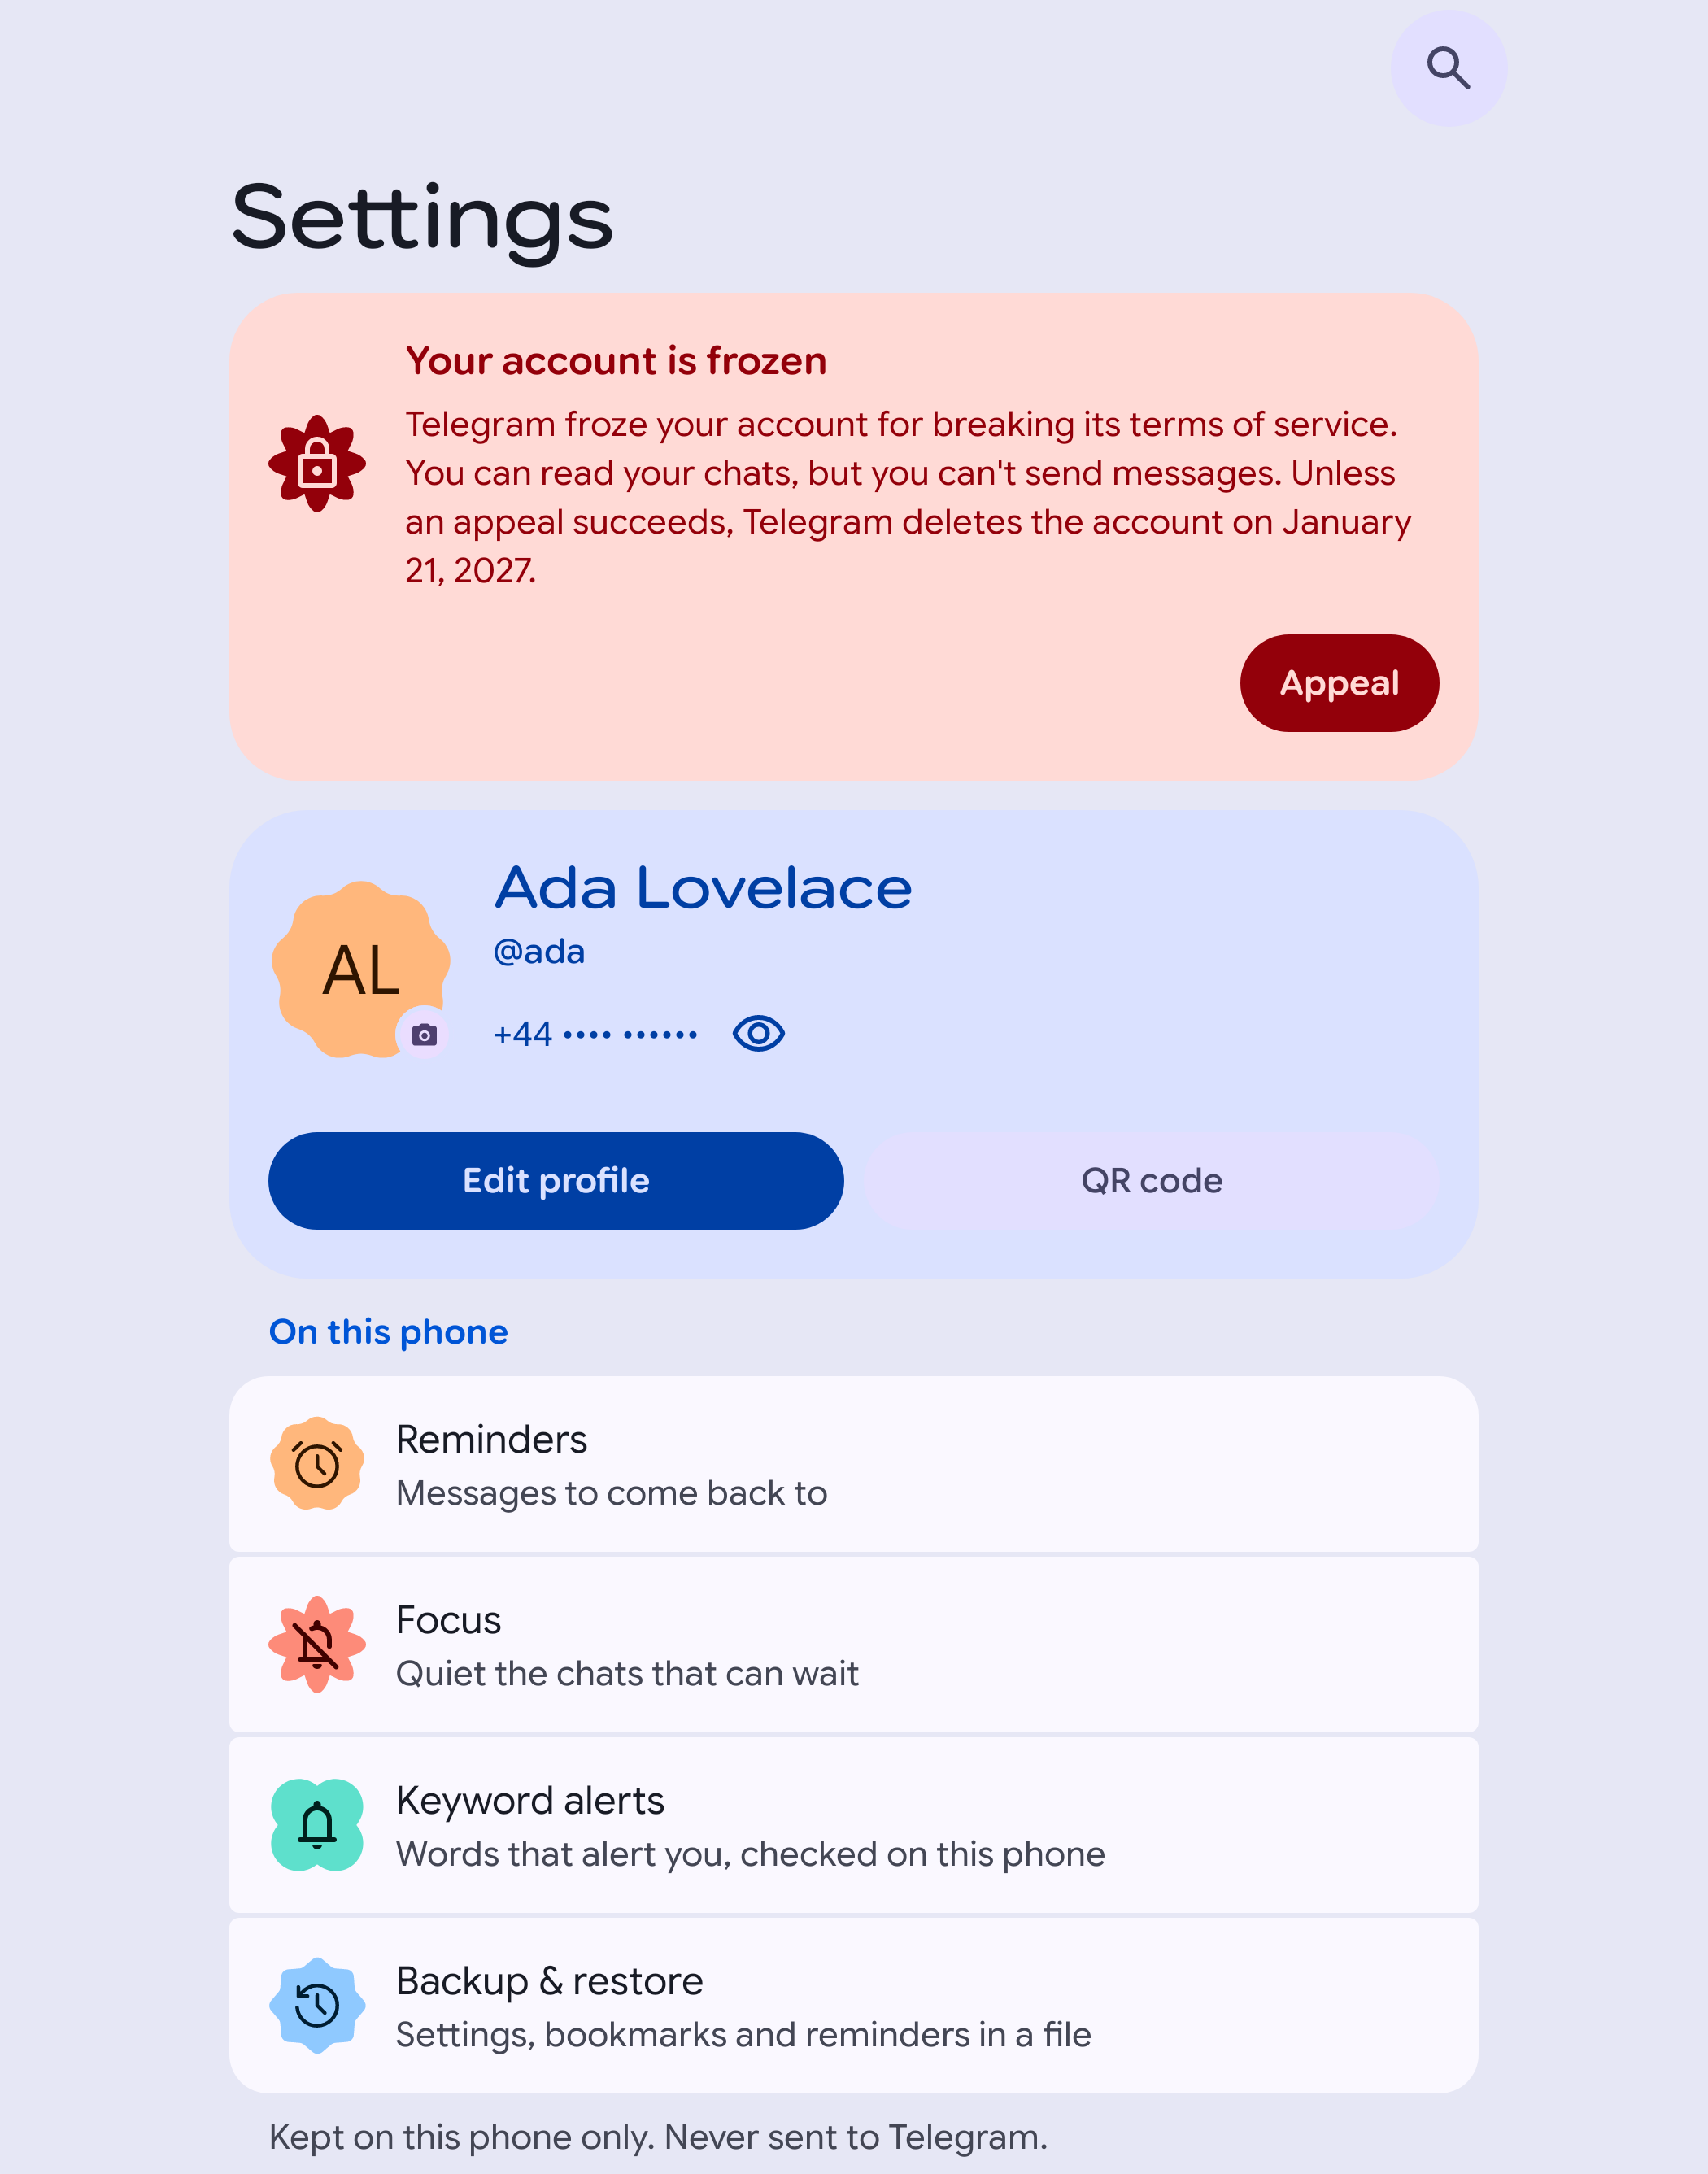 Settings
Your account is frozen
Telegram froze your account for breaking its terms of service.
You can read your chats, but you can't send messages. Unless
an appeal succeeds, Telegram deletes the account on January
21, 2027.
Appeal
AL
Ada Lovelace
@ada
+44 •••• ••••••
Edit profile
QR code
On this phone
Reminders
Messages to come back to
Focus
Quiet the chats that can wait
Keyword alerts
Words that alert you, checked on this phone
Backup & restore
Settings, bookmarks and reminders in a file
Kept on this phone only. Never sent to Telegram.